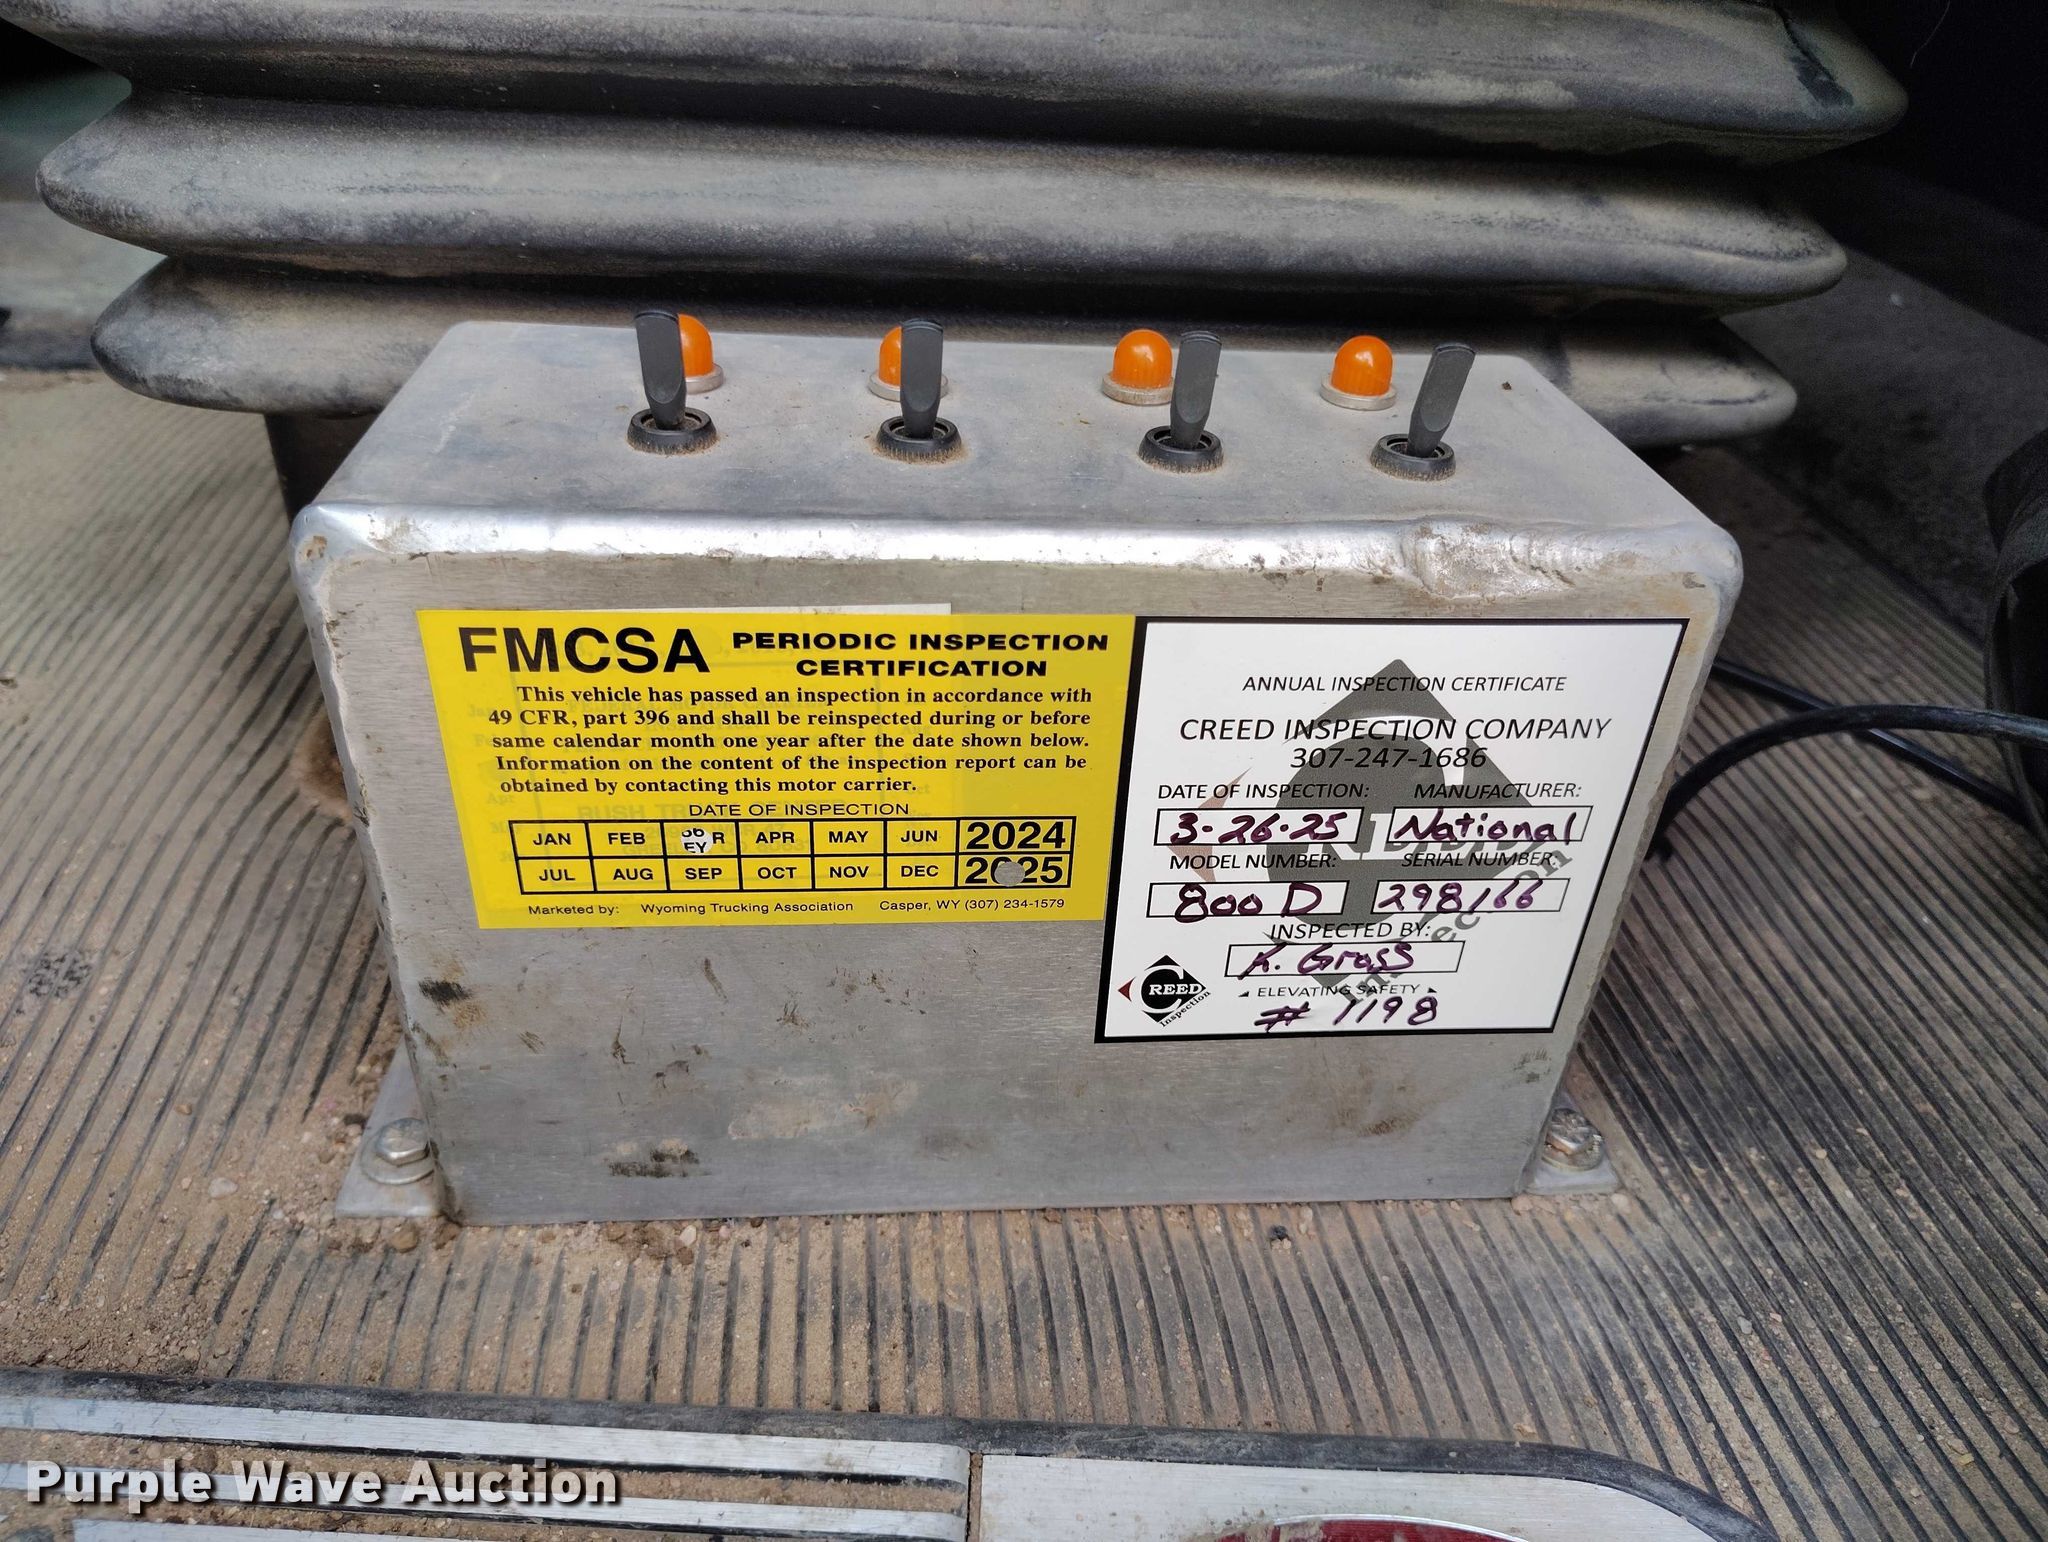 FMCSA PERIODIC INSPECTION
CERTIFICATION
This vehicle has passed an inspection in accordance with
49 CFR, part 396 and shall be reinspected during or before
same calendar month one year after the date shown below.
Information on the content of the inspection report can be
obtained by contacting this motor carrier.
DATE OF INSPECTION
JAN FEB R APR MAY JUN 2024
JUL AUG SEP OCT NOV DEC 2025
Marketed by: Wyoming Trucking Association Casper, WY (307) 234-1579
ANNUAL INSPECTION CERTIFICATE
CREED INSPECTION COMPANY
307-247-1686
DATE OF INSPECTION: MANUFACTURER:
3-26-25 National
MODEL NUMBER: SERIAL NUMBER:
800 D 298166
INSPECTED BY:
K. Grass
ELEVATING SAFETY
# 1198
CREED
Inspection
Purple Wave Auction